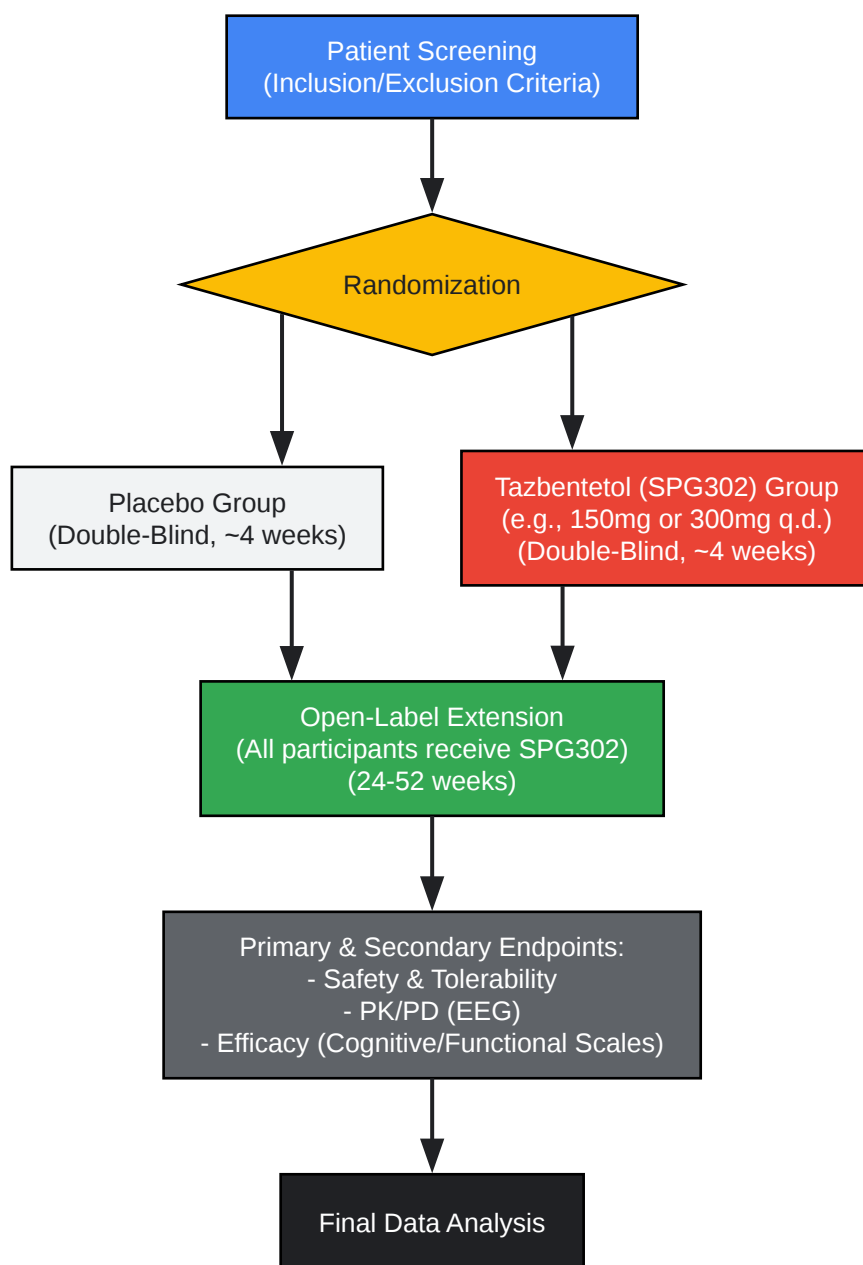 Patient Screening
(Inclusion/Exclusion Criteria)
Randomization
Placebo Group
(Double-Blind, ~4 weeks)
Tazbentetol (SPG302) Group
(e.g., 150mg or 300mg q.d.)
(Double-Blind, ~4 weeks)
Open-Label Extension
(All participants receive SPG302)
(24-52 weeks)
Primary & Secondary Endpoints:
- Safety & Tolerability
- PK/PD (EEG)
- Efficacy (Cognitive/Functional Scales)
Final Data Analysis